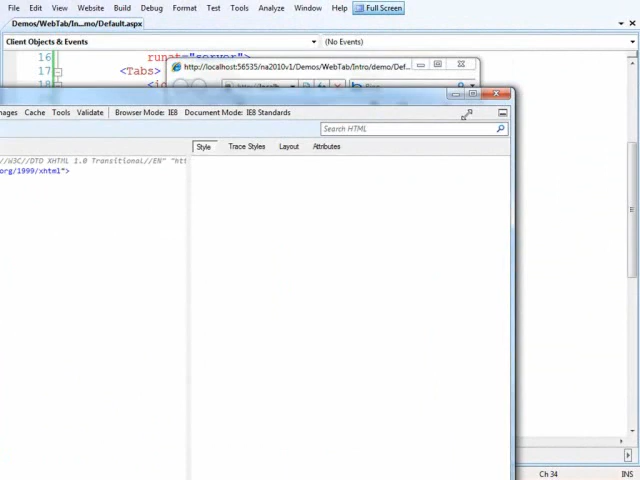 File Edit View Website Build Debug Format Test Tools Analyze Window Help Full Screen
Demos/WebTab/In...mo/Default.aspx
Client Objects & Events (No Events)
16 runat="server">
17 <Tabs>
18
http://localhost:56535/na2010v1/Demos/WebTab/Intro/demo/Def...
mages Cache Tools Validate Browser Mode: IE8 Document Mode: IE8 Standards
Search HTML
//W3C//DTD XHTML 1.0 Transitional//EN" "ht
org/1999/xhtml">
Style Trace Styles Layout Attributes
Ch 34 INS